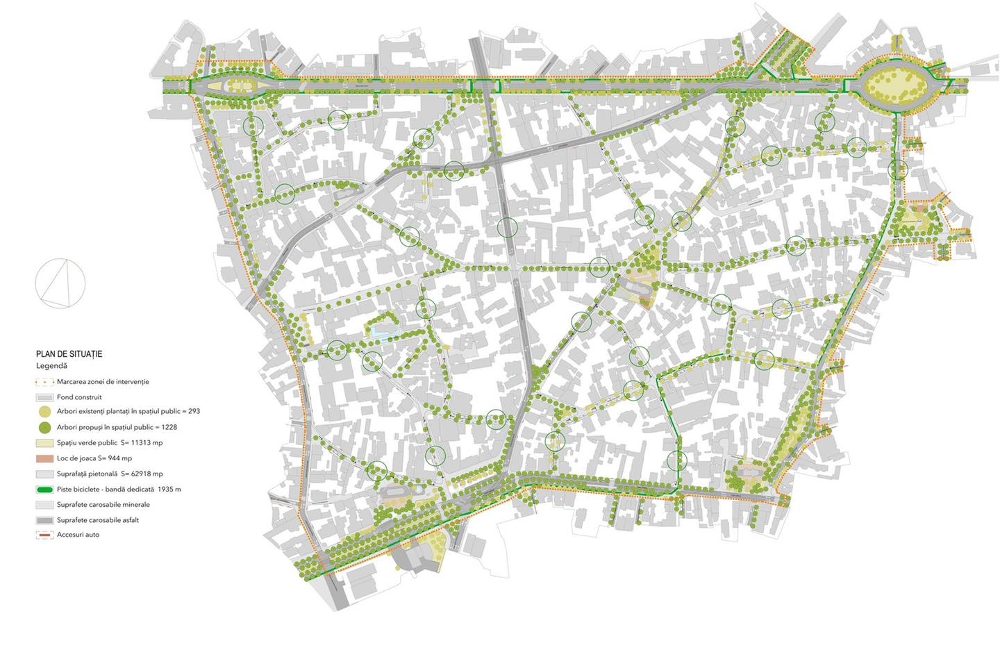 PLAN DE SITUAȚIE
Legendă
Marcarea zonei de intervenție
Fond construit
Arbori existenți plantați în spațiul public = 293
Arbori propuși în spațiul public = 1228
Spațiu verde public S= 11313 mp
Loc de joaca S= 944 mp
Suprafață pietonală S= 62918 mp
Piste biciclete - bandă dedicată 1935 m
Suprafete carosabile minerale
Suprafete carosabile asfalt
Accesuri auto